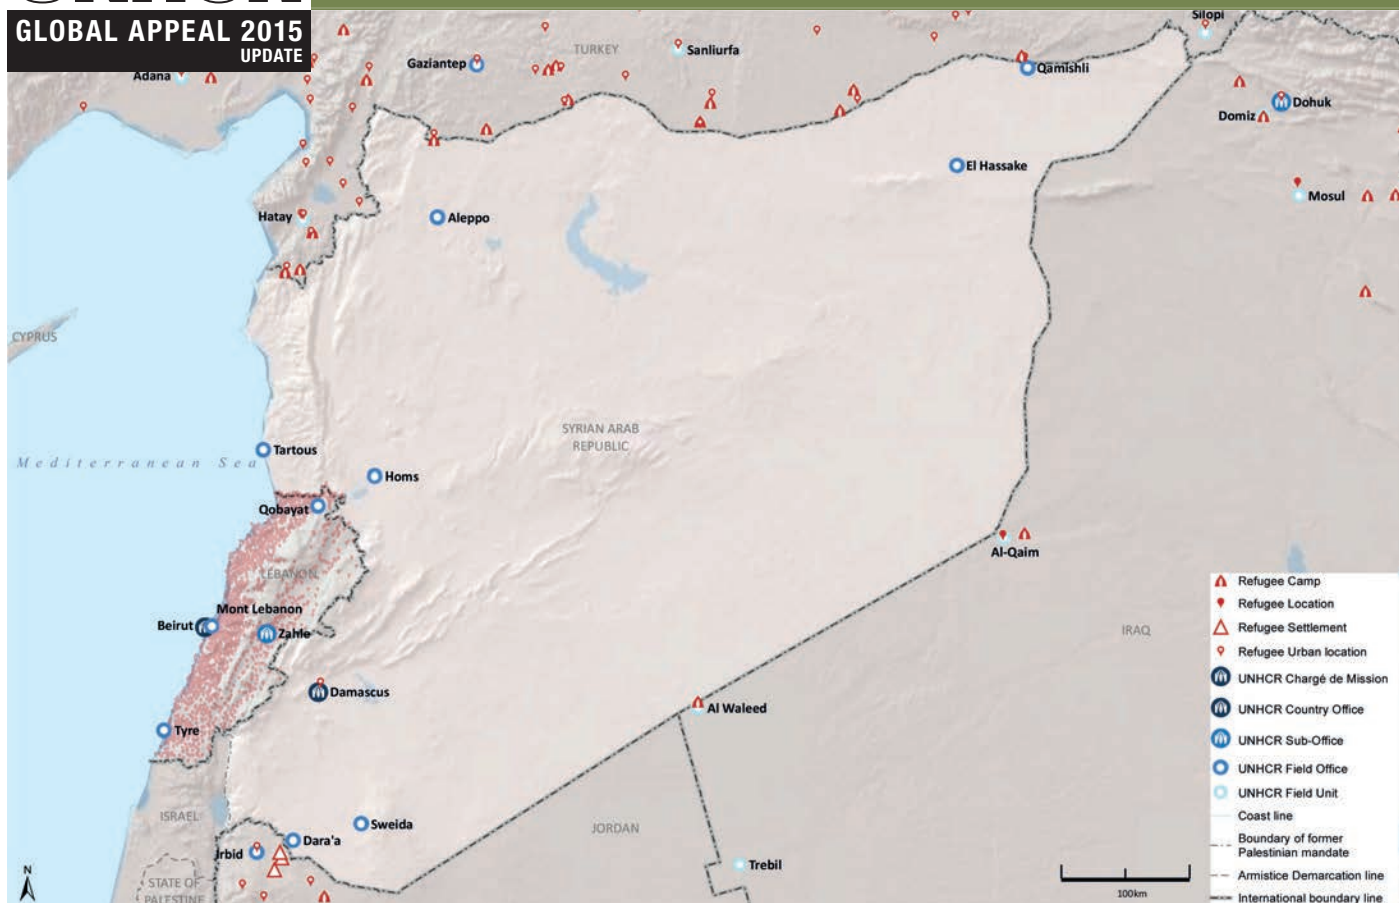 GLOBAL APPEAL 2015
UPDATE
Silopi
TURKEY
Sanliurfa
Gaziantep
Adana
Qamishli
Dohuk
Domiz
El Hassake
Mosul
Hatay
Aleppo
CYPRUS
SYRIAN ARAB
REPUBLIC
Tartous
Mediterranean Sea
Homs
Qobayat
Al-Qaim
LEBANON
Mont Lebanon
Beirut
Zahle
IRAQ
Damascus
Al Waleed
Tyre
ISRAEL
JORDAN
Sweida
Dara'a
Irbid
Trebil
STATE OF
PALESTINE
N
100km
Refugee Camp
Refugee Location
Refugee Settlement
Refugee Urban location
UNHCR Chargé de Mission
UNHCR Country Office
UNHCR Sub-Office
UNHCR Field Office
UNHCR Field Unit
Coast line
Boundary of former
Palestinian mandate
Armistice Demarcation line
International boundary line